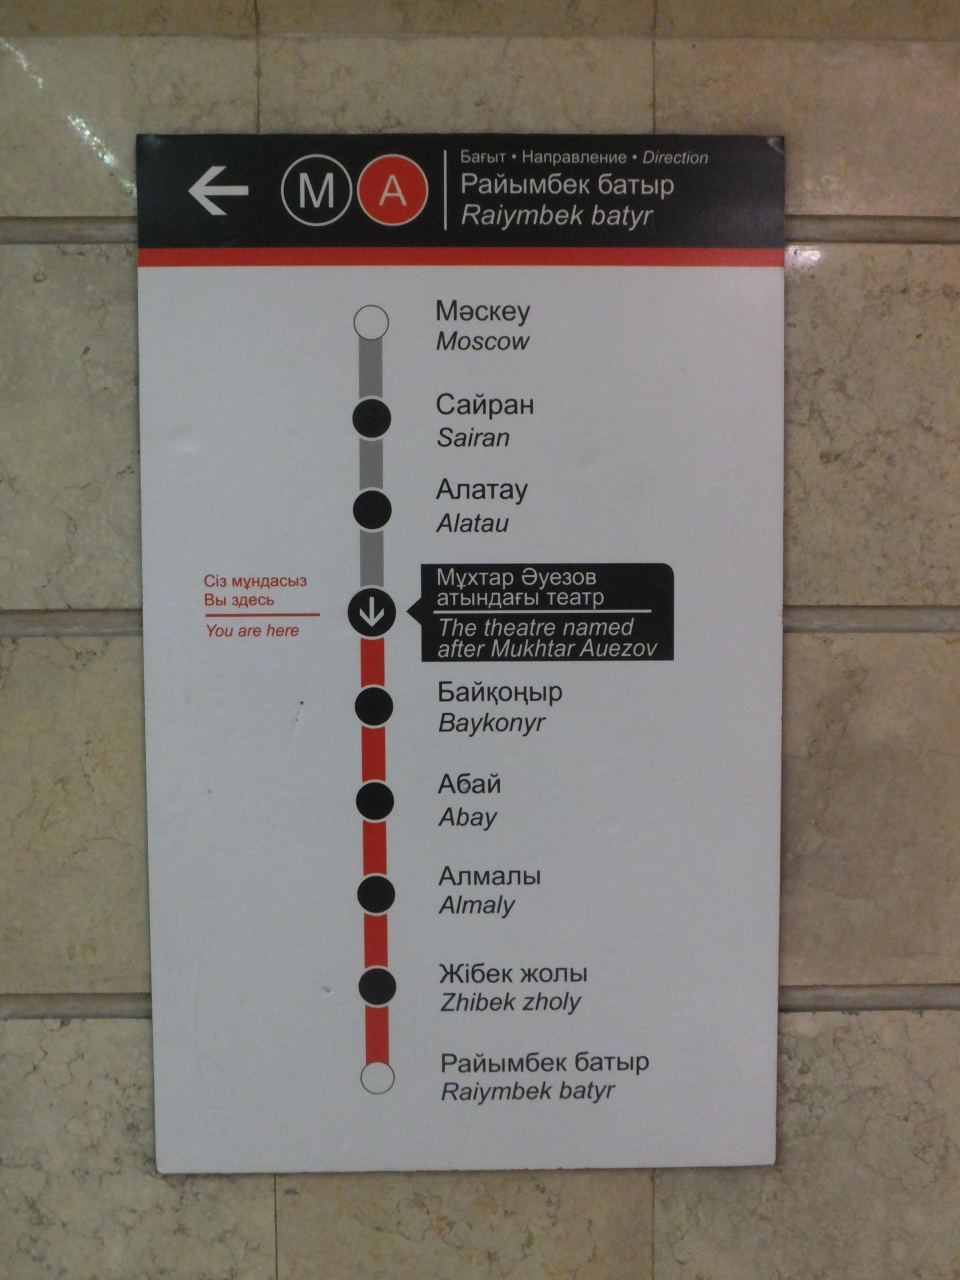 М А
Бағыт • Направление • Direction
Райымбек батыр
Raiymbek batyr
Мәскеу
Moscow
Сайран
Sairan
Алатау
Alatau
Сіз мұндасыз
Вы здесь
You are here
Мұхтар Әуезов
атындағы театр
The theatre named
after Mukhtar Auezov
Байқоңыр
Baykonyr
Абай
Abay
Алмалы
Almaly
Жібек жолы
Zhibek zholy
Райымбек батыр
Raiymbek batyr